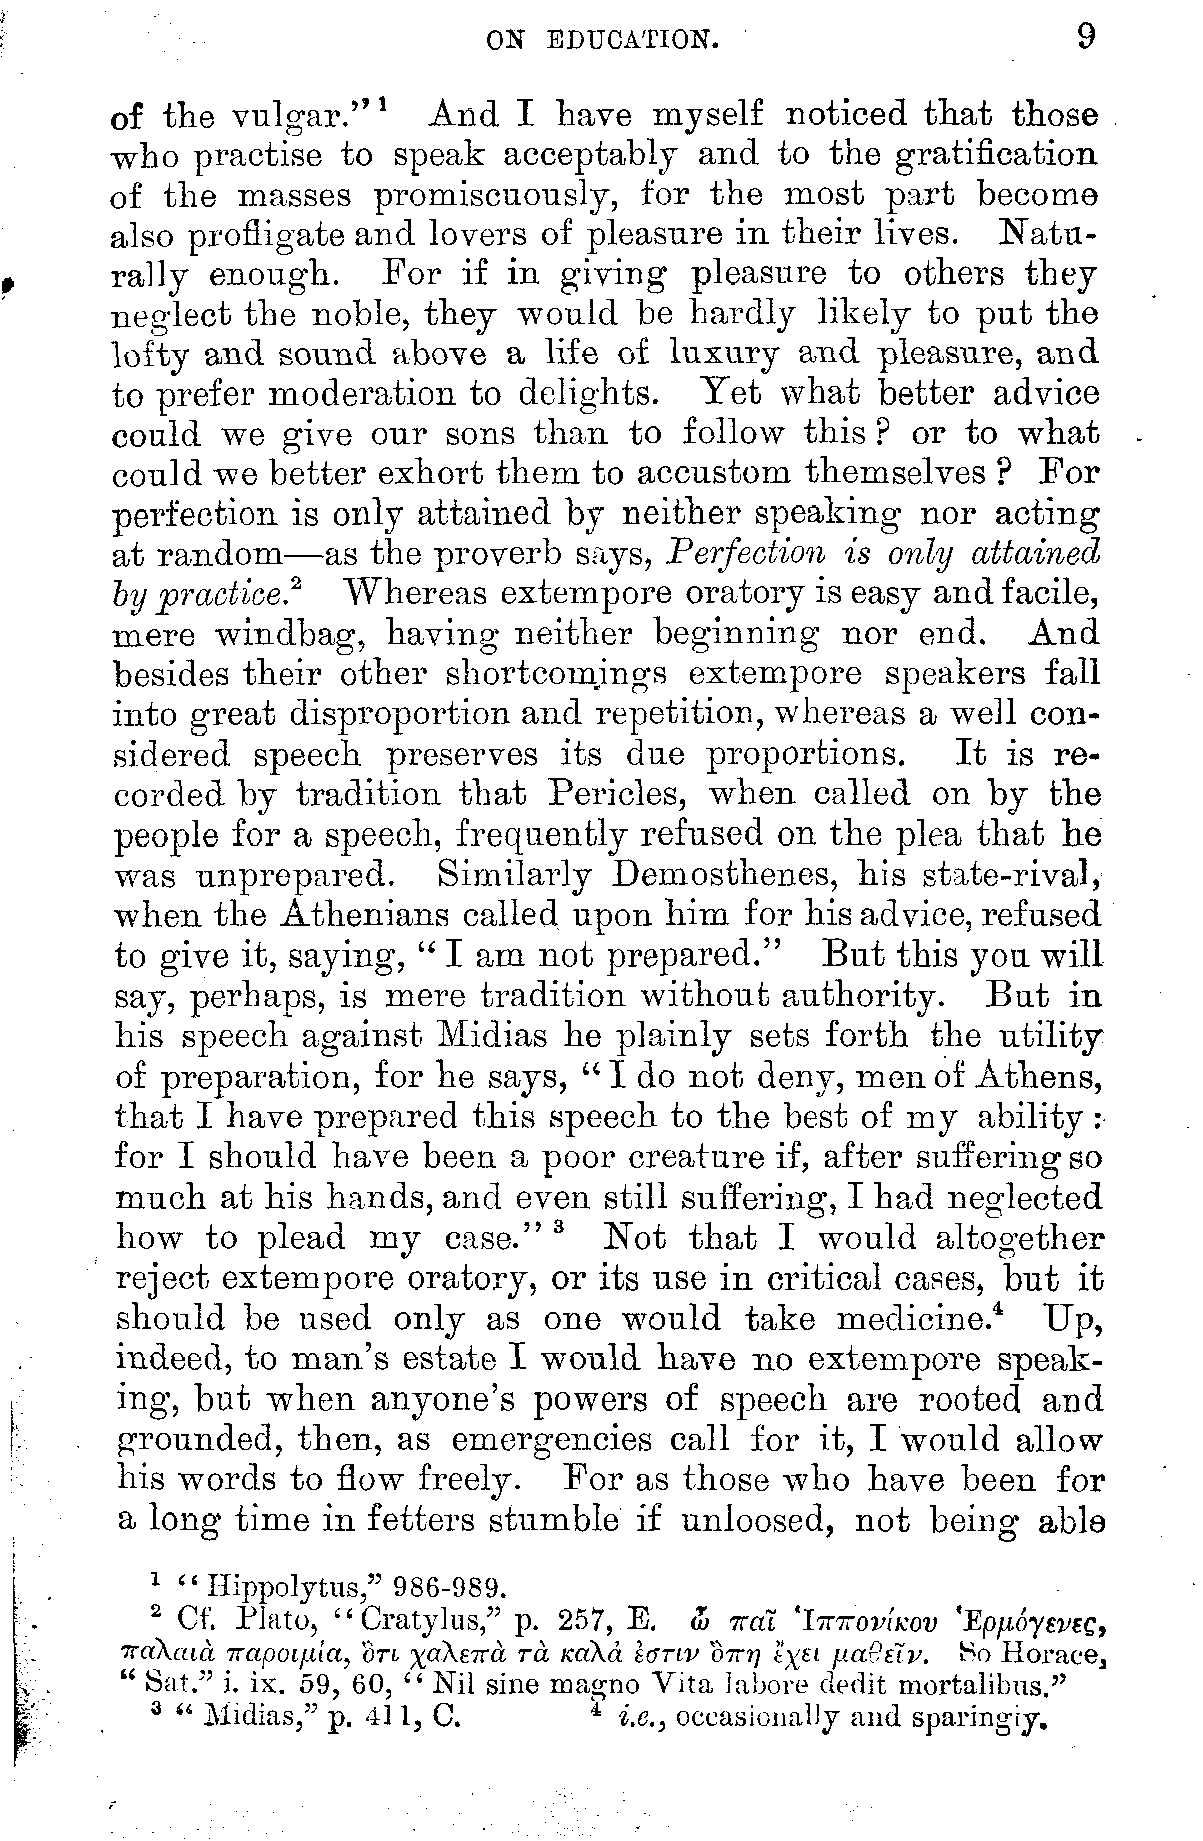 ON EDUCATION. 9
of the vulgar.” ¹ And I have myself noticed that those
who practise to speak acceptably and to the gratification
of the masses promiscuously, for the most part become
also profligate and lovers of pleasure in their lives. Natu-
rally enough. For if in giving pleasure to others they
neglect the noble, they would be hardly likely to put the
lofty and sound above a life of luxury and pleasure, and
to prefer moderation to delights. Yet what better advice
could we give our sons than to follow this? or to what
could we better exhort them to accustom themselves? For
perfection is only attained by neither speaking nor acting
at random—as the proverb says, Perfection is only attained
by practice.² Whereas extempore oratory is easy and facile,
mere windbag, having neither beginning nor end. And
besides their other shortcomings extempore speakers fall
into great disproportion and repetition, whereas a well con-
sidered speech preserves its due proportions. It is re-
corded by tradition that Pericles, when called on by the
people for a speech, frequently refused on the plea that he
was unprepared. Similarly Demosthenes, his state-rival,
when the Athenians called upon him for his advice, refused
to give it, saying, “I am not prepared.” But this you will
say, perhaps, is mere tradition without authority. But in
his speech against Midias he plainly sets forth the utility
of preparation, for he says, “I do not deny, men of Athens,
that I have prepared this speech to the best of my ability:
for I should have been a poor creature if, after suffering so
much at his hands, and even still suffering, I had neglected
how to plead my case.” ³ Not that I would altogether
reject extempore oratory, or its use in critical cases, but it
should be used only as one would take medicine.⁴ Up,
indeed, to man’s estate I would have no extempore speak-
ing, but when anyone’s powers of speech are rooted and
grounded, then, as emergencies call for it, I would allow
his words to flow freely. For as those who have been for
a long time in fetters stumble if unloosed, not being able
¹ “Hippolytus,” 986-989.
² Cf. Plato, “Cratylus,” p. 257, E. ὦ παῖ Ἱππονίκου Ἑρμόγενες,
παλαιὰ παροιμία, ὅτι χαλεπὰ τὰ καλά ἐστιν ὅπη ἔχει μαθεῖν. So Horace,
“Sat.” i. ix. 59, 60, “Nil sine magno Vita labore dedit mortalibus.”
³ “Midias,” p. 411, C. ⁴ i.e., occasionally and sparingly.